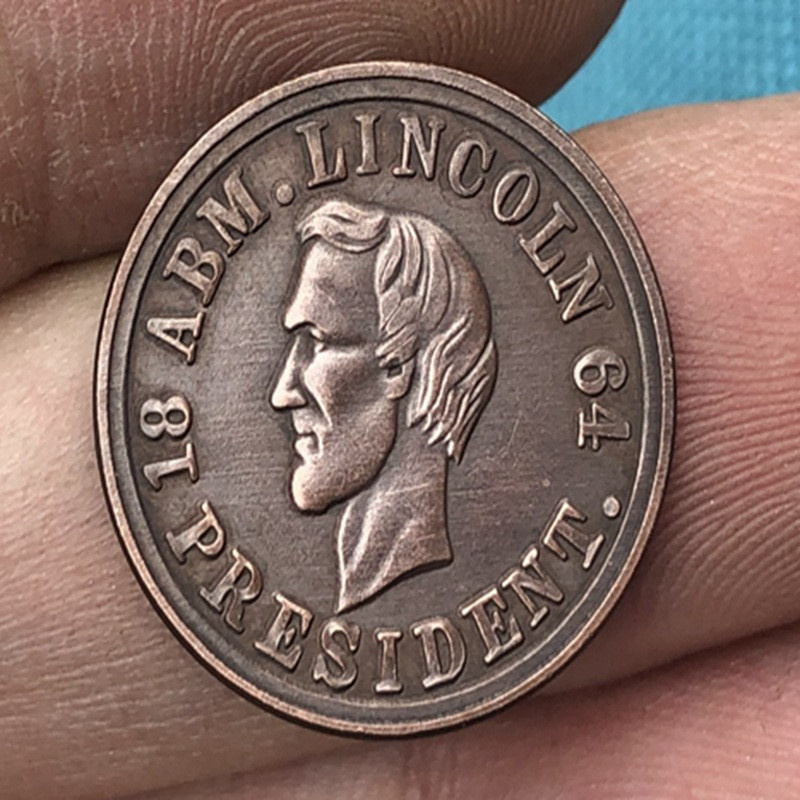 ABM. LINCOLN
18 64
PRESIDENT.